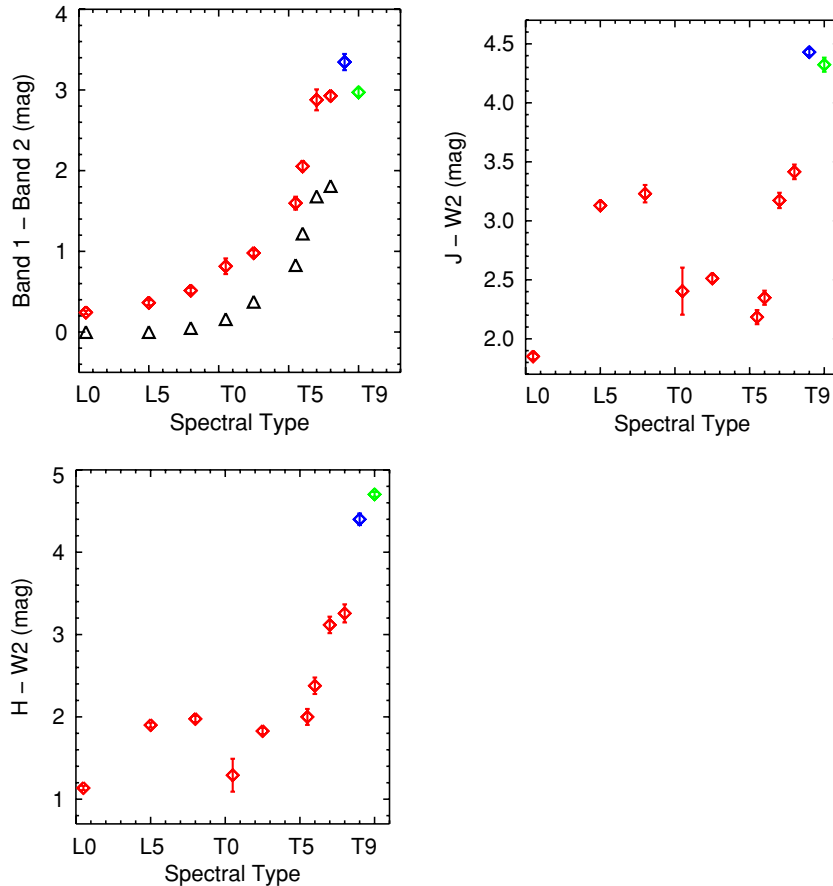 4
3
2
1
0
Band 1 − Band 2 (mag)
L0 L5 T0 T5 T9
Spectral Type
4.5
4.0
3.5
3.0
2.5
2.0
J − W2 (mag)
L0 L5 T0 T5 T9
Spectral Type
5
4
3
2
1
H − W2 (mag)
L0 L5 T0 T5 T9
Spectral Type